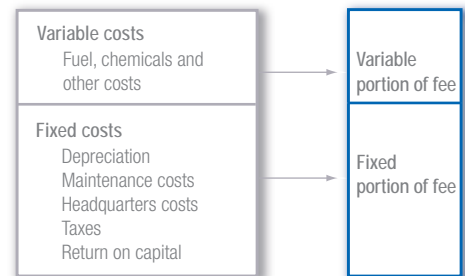 Variable costs
Fuel, chemicals and
other costs
Variable
portion of fee
Fixed costs
Depreciation
Maintenance costs
Headquarters costs
Taxes
Return on capital
Fixed
portion of fee